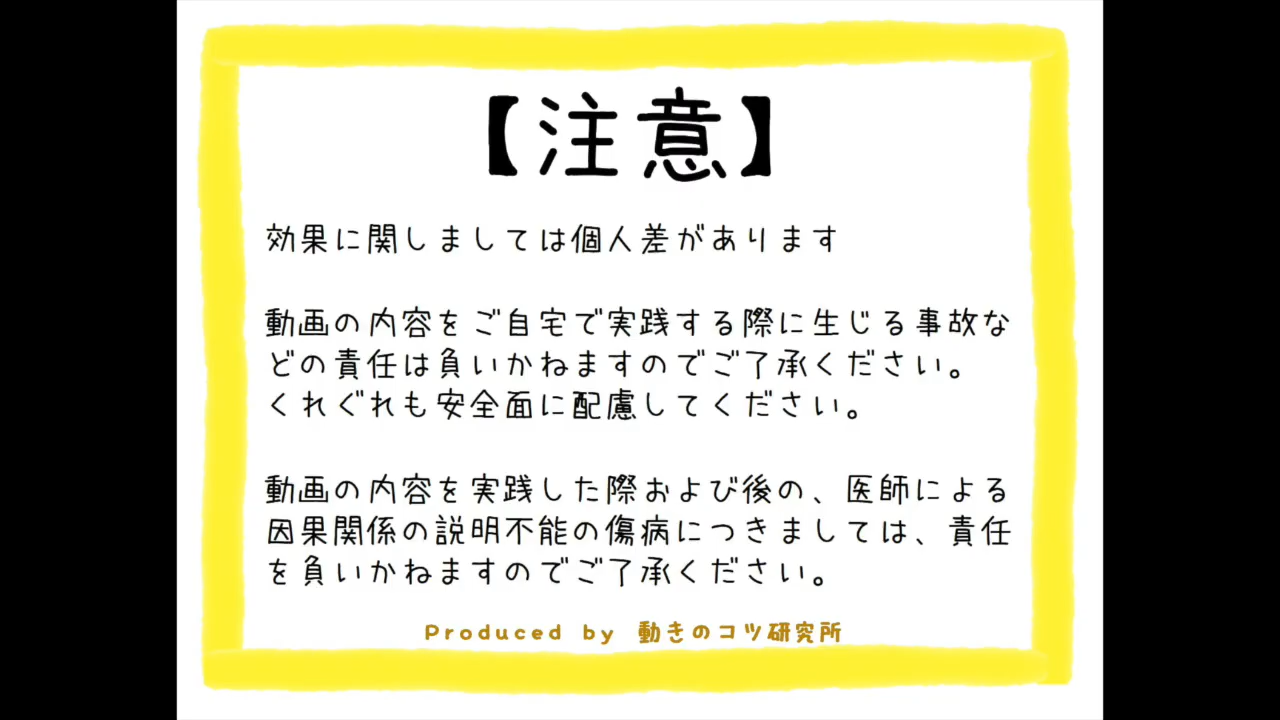 【注意】
効果に関しましては個人差があります
動画の内容をご自宅で実践する際に生じる事故な
どの責任は負いかねますのでご了承ください。
くれぐれも安全面に配慮してください。
動画の内容を実践した際および後の、医師による
因果関係の説明不能の傷病につきましては、責任
を負いかねますのでご了承ください。
Produced by 動きのコツ研究所